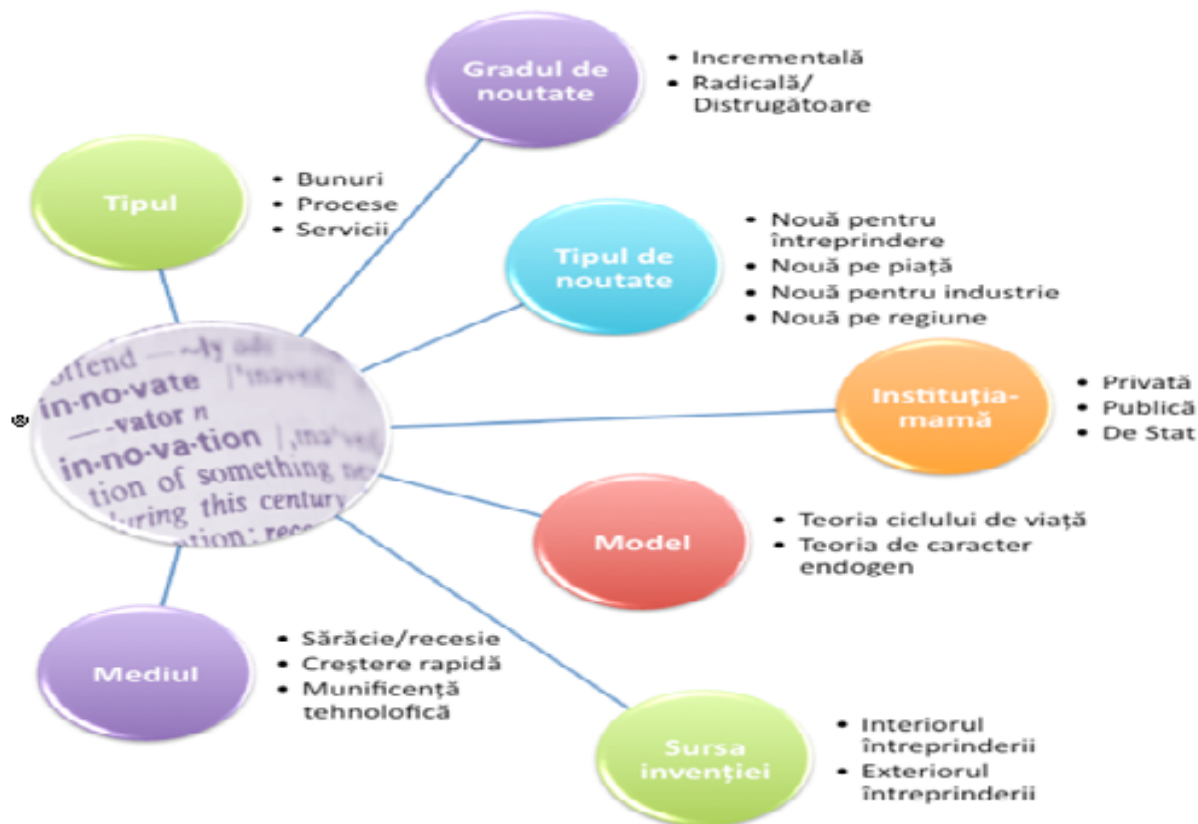 Gradul de
noutate
• Incrementală
• Radicală/
Distrugătoare
Tipul
• Bunuri
• Procese
• Servicii
Tipul de
noutate
• Nouă pentru
întreprindere
• Nouă pe piață
• Nouă pentru industrie
• Nouă pe regiune
offend — ~ly
in·no·vate
— -vator n
in·no·va·tion
tion of something
during this century
Instituția-
mamă
• Privată
• Publică
• De Stat
Model
• Teoria ciclului de viață
• Teoria de caracter
endogen
Mediul
• Sărăcie/recesie
• Creștere rapidă
• Munificență
tehnolofică
Sursa
invenției
• Interiorul
întreprinderii
• Exteriorul
întreprinderii